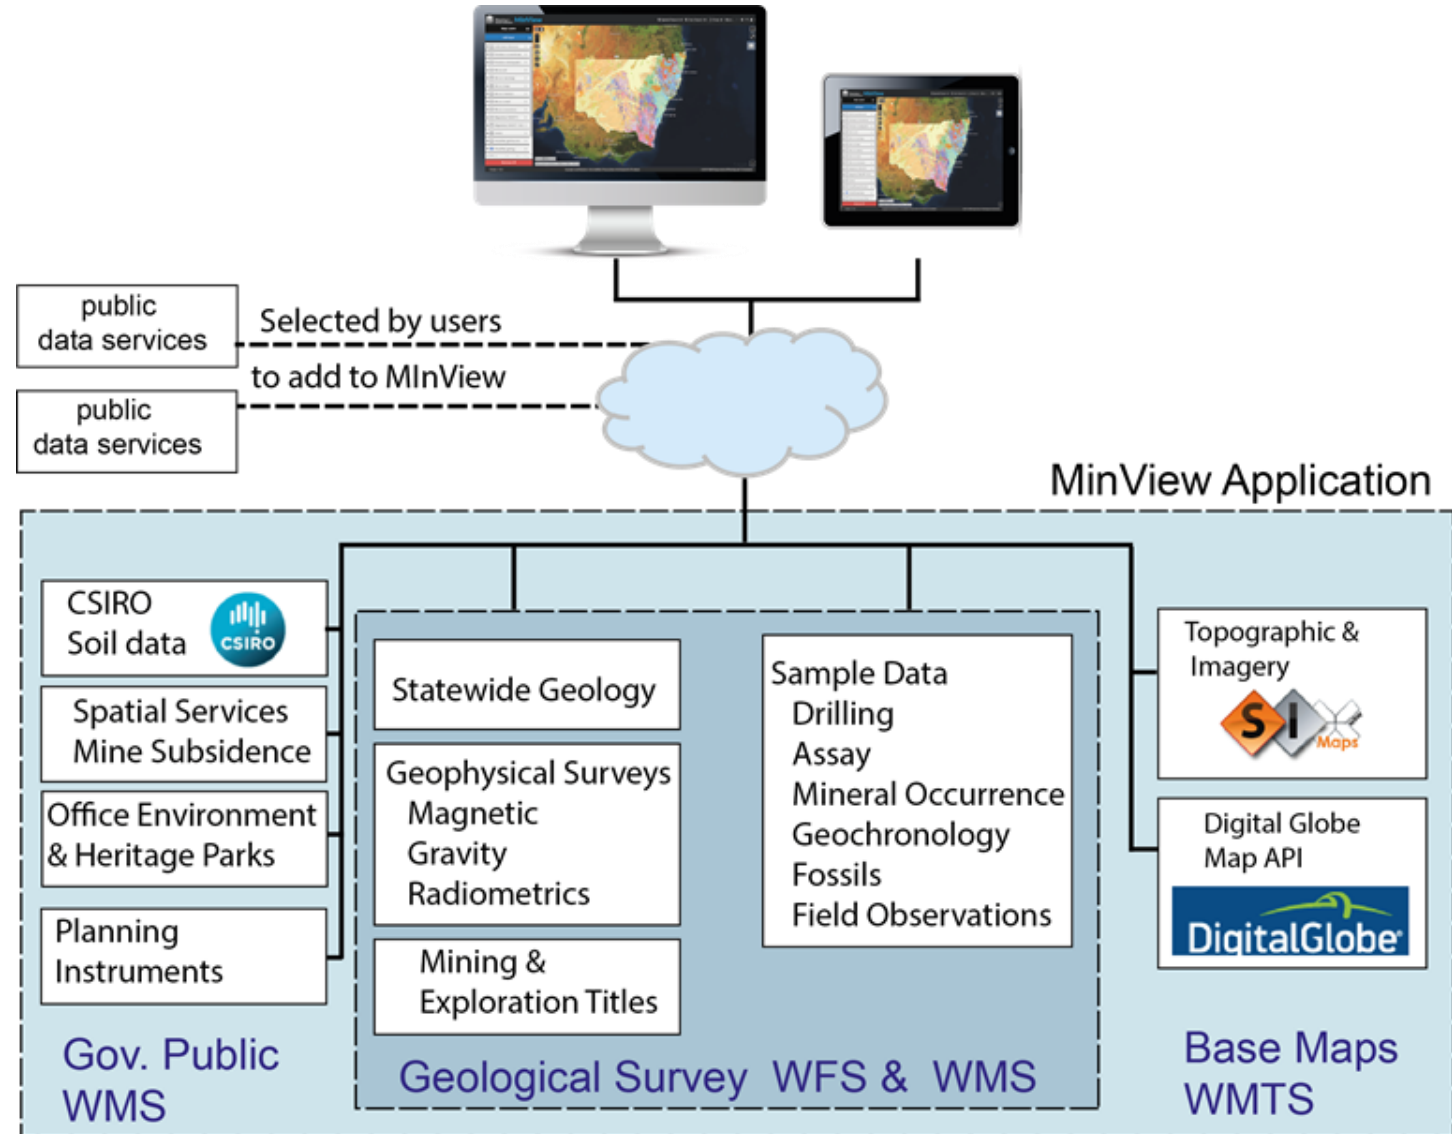 MinView
MinView
public
data services
Selected by users
to add to MInView
public
data services
MinView Application
CSIRO
Soil data
CSIRO
Spatial Services
Mine Subsidence
Office Environment
& Heritage Parks
Planning
Instruments
Gov. Public
WMS
Statewide Geology
Geophysical Surveys
Magnetic
Gravity
Radiometrics
Mining &
Exploration Titles
Sample Data
Drilling
Assay
Mineral Occurrence
Geochronology
Fossils
Field Observations
Geological Survey WFS & WMS
Topographic &
Imagery
SIX
Maps
Digital Globe
Map API
DigitalGlobe
Base Maps
WMTS